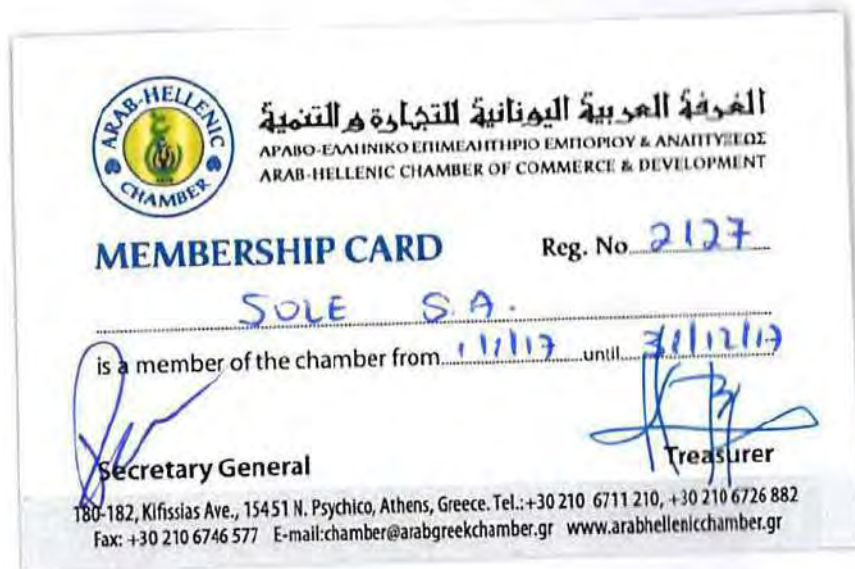 ARAB-HELLENIC
CHAMBER
الغرفة العربية اليونانية للتجارة والتنمية
ΑΡΑΒΟ-ΕΛΛΗΝΙΚΟ ΕΠΙΜΕΛΗΤΗΡΙΟ ΕΜΠΟΡΙΟΥ & ΑΝΑΠΤΥΞΕΩΣ
ARAB-HELLENIC CHAMBER OF COMMERCE & DEVELOPMENT
MEMBERSHIP CARD
Reg. No 2127
SOLE S.A.
is a member of the chamber from 1/1/17 until 31/12/17
Secretary General
Treasurer
180-182, Kifissias Ave., 15451 N. Psychico, Athens, Greece. Tel.:+30 210 6711 210, +30 210 6726 882
Fax: +30 210 6746 577 E-mail:chamber@arabgreekchamber.gr www.arabhellenicchamber.gr